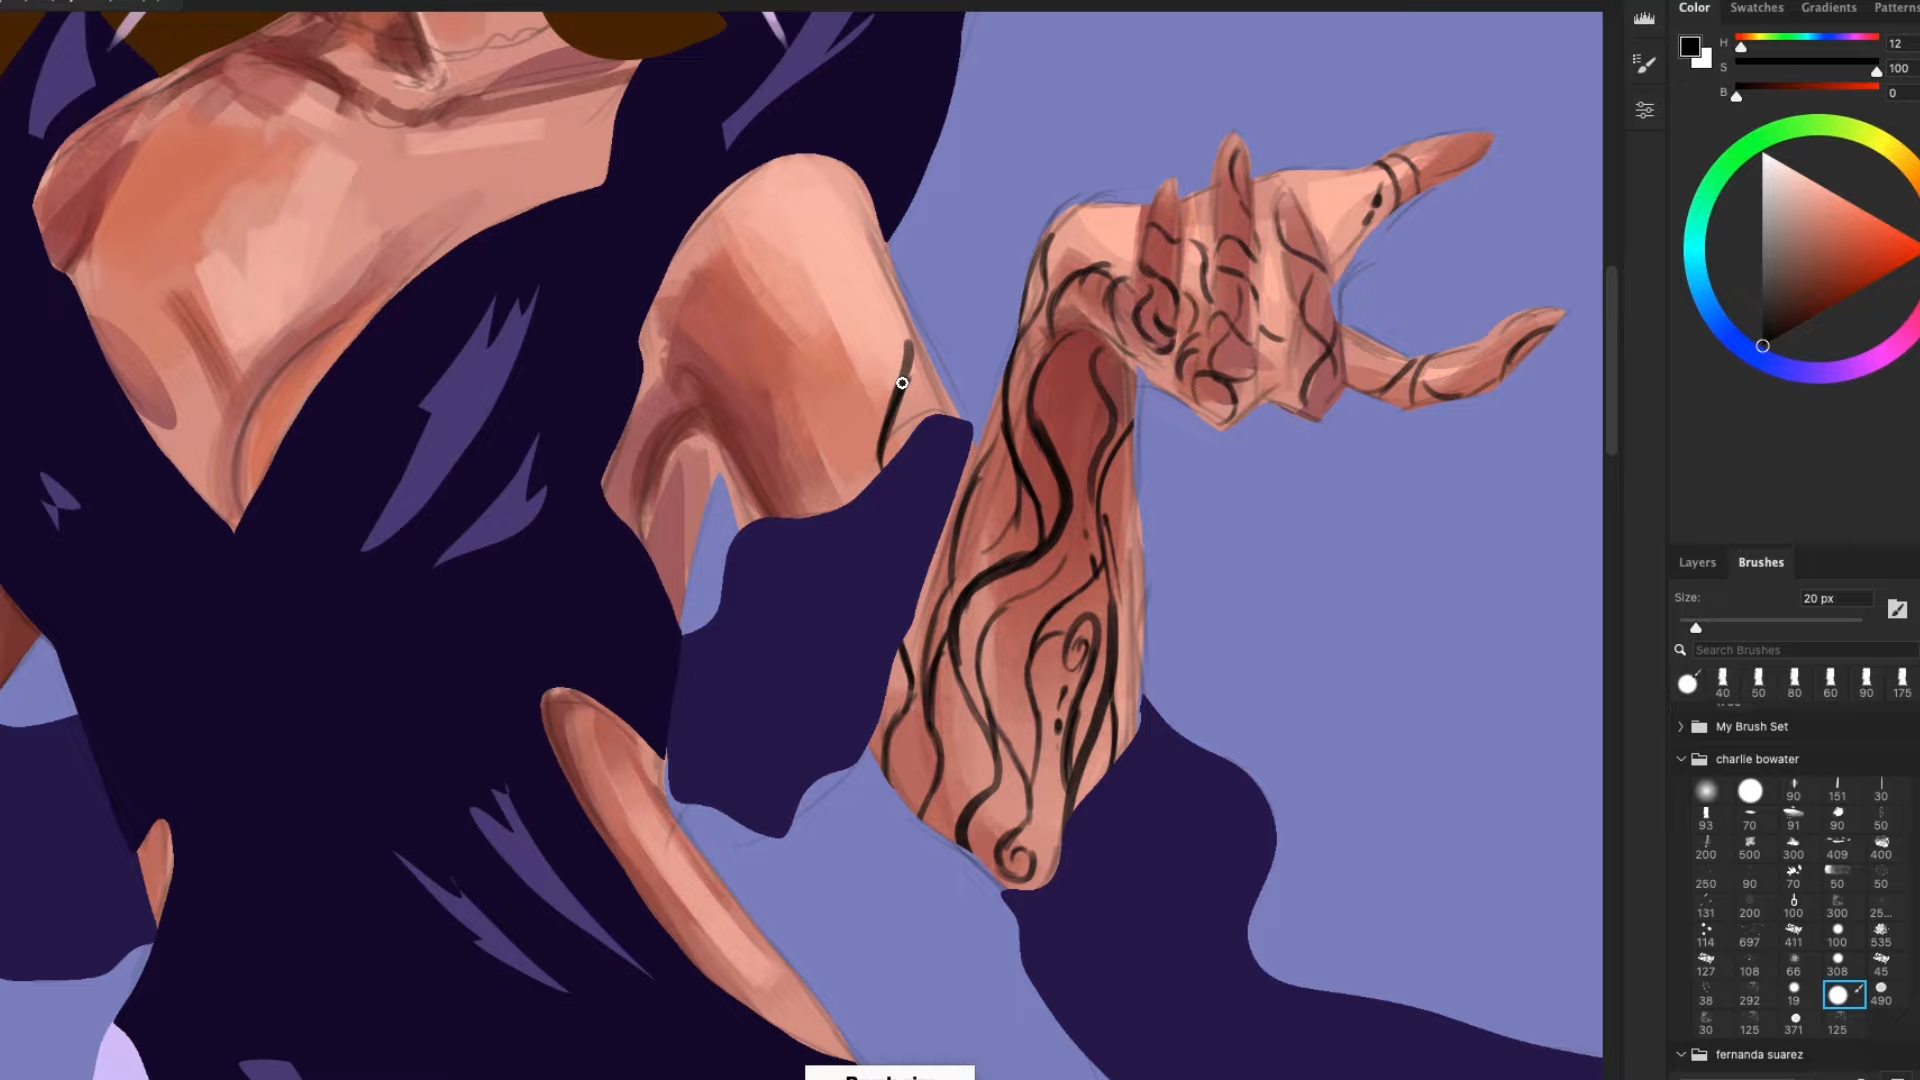 Color Swatches Gradients Patterns
H 12
S 100
B 0
Layers Brushes
Size: 20 px
Search Brushes
40 50 80 60 90 175
My Brush Set
charlie bowater
90 151 30
93 70 91 90 50
200 500 300 409 400
250 90 70 50 50
131 200 100 300 25...
114 697 411 100 535
127 108 66 308 45
38 292 19 490
30 125 371 125
fernanda suarez